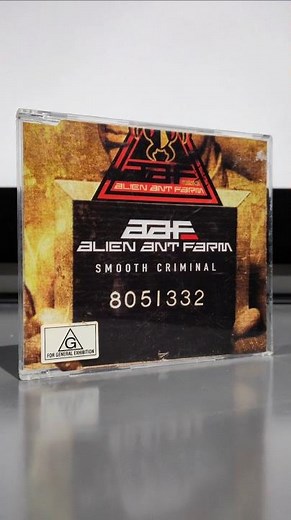 aaf
ALIEN ANT FARM
aaf
ALIEN ANT FARM
SMOOTH CRIMINAL
8051332
G
FOR GENERAL EXHIBITION